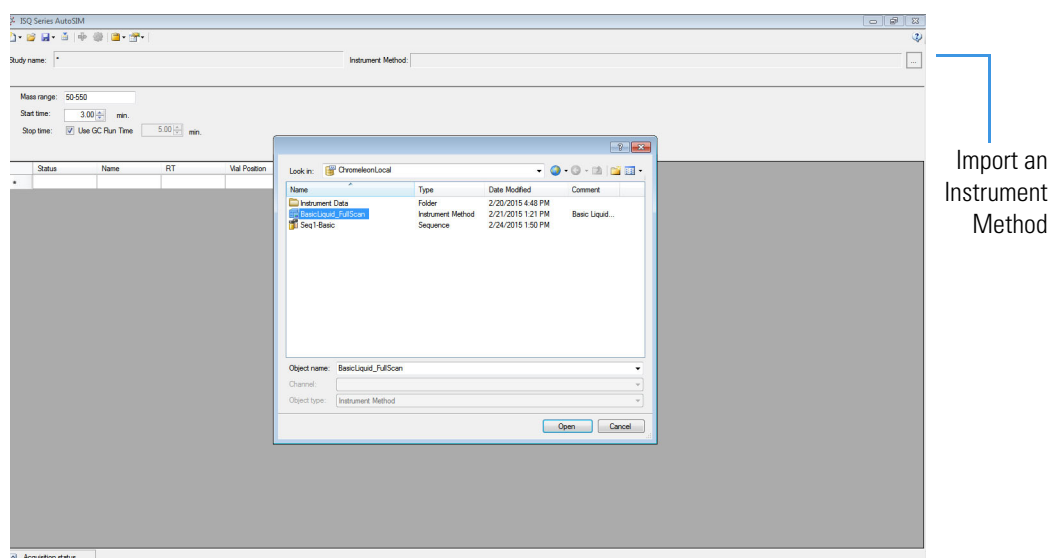 ISQ Series AutoSIM
Study name: *
Instrument Method:
...
Mass range: 50-550
Start time: 3.00 min.
Stop time: Use GC Run Time 5.00 min.
Status Name RT Vial Position
Look in: ChromeleonLocal
Name Type Date Modified Comment
Instrument Data Folder 2/20/2015 4:48 PM
BasicLiquid_FullScan Instrument Method 2/21/2015 1:21 PM Basic Liquid...
Seq1-Basic Sequence 2/24/2015 1:50 PM
Object name: BasicLiquid_FullScan
Channel:
Object type: Instrument Method
Open Cancel
Acquisition status
Import an
Instrument
Method